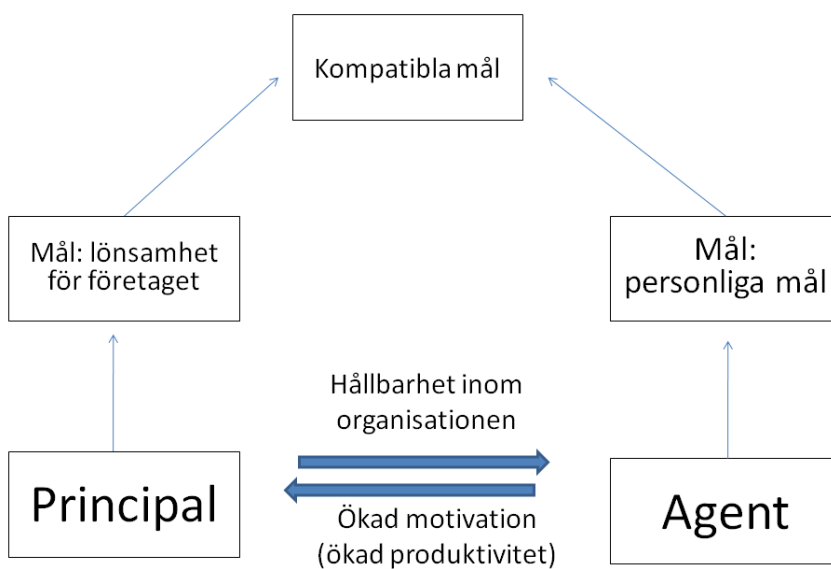 Kompatibla mål
Mål: lönsamhet
för företaget
Mål:
personliga mål
Hållbarhet inom
organisationen
Principal
Agent
Ökad motivation
(ökad produktivitet)